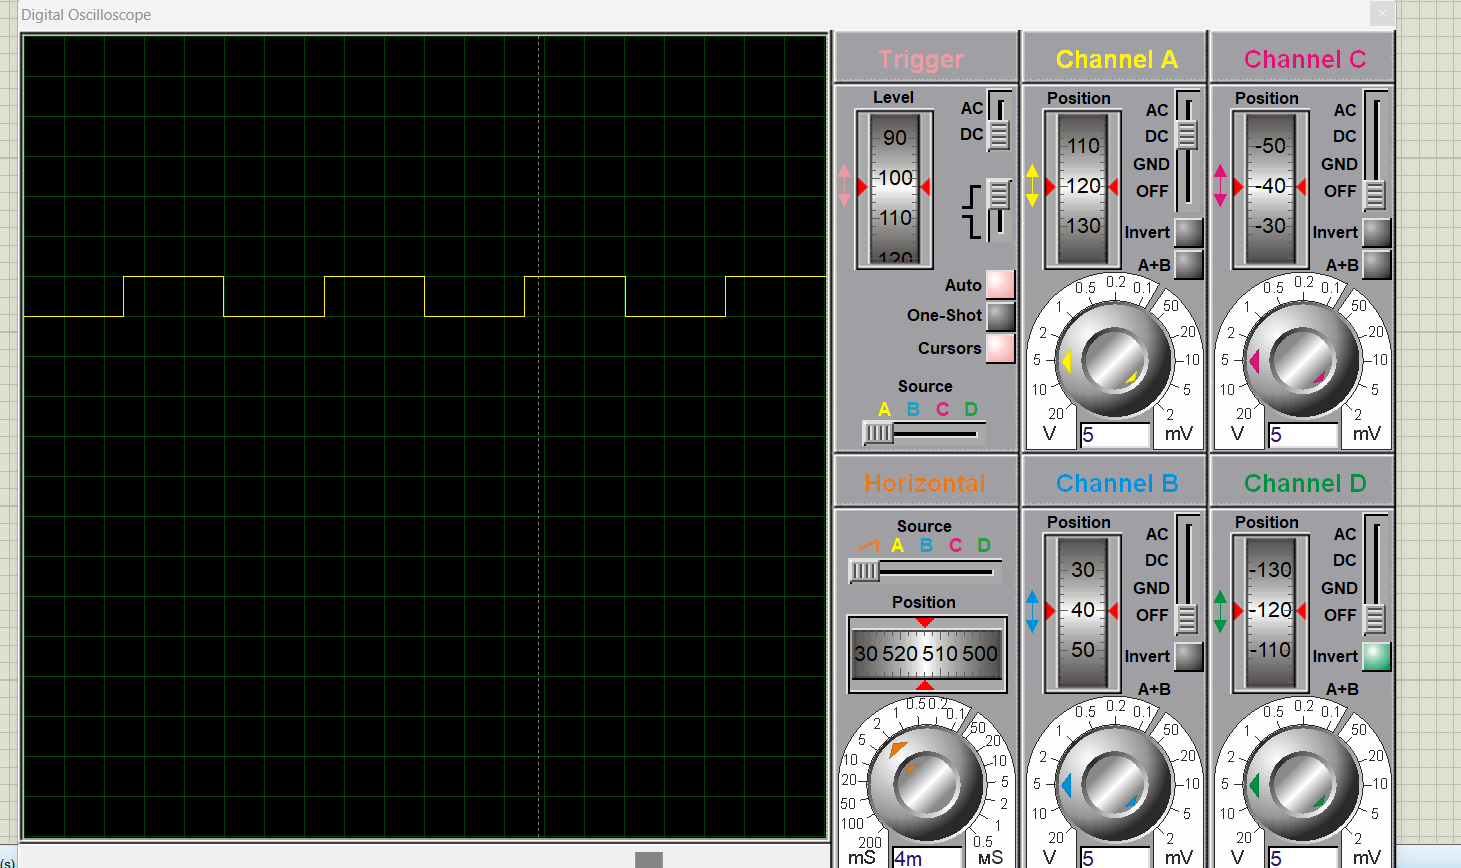 Digital Oscilloscope
Trigger
Level
90
100
110
120
AC
DC
Auto
One-Shot
Cursors
Source
A B C D
Channel A
Position
110
120
130
AC
DC
GND
OFF
Invert
A+B
20
10
5
2
1
0.5
0.2
0.1
50
20
10
5
2
V
5
mV
Channel C
Position
-50
-40
-30
AC
DC
GND
OFF
Invert
A+B
20
10
5
2
1
0.5
0.2
0.1
50
20
10
5
2
V
5
mV
Horizontal
Source
A B C D
Position
30 520 510 500
200
100
50
20
10
5
2
1
0.5
0.2
0.1
50
20
10
5
2
1
0.5
mS
4m
мS
Channel B
Position
30
40
50
AC
DC
GND
OFF
Invert
A+B
20
10
5
2
1
0.5
0.2
0.1
50
20
10
5
2
V
5
mV
Channel D
Position
-130
-120
-110
AC
DC
GND
OFF
Invert
A+B
20
10
5
2
1
0.5
0.2
0.1
50
20
10
5
2
V
5
mV
(s)